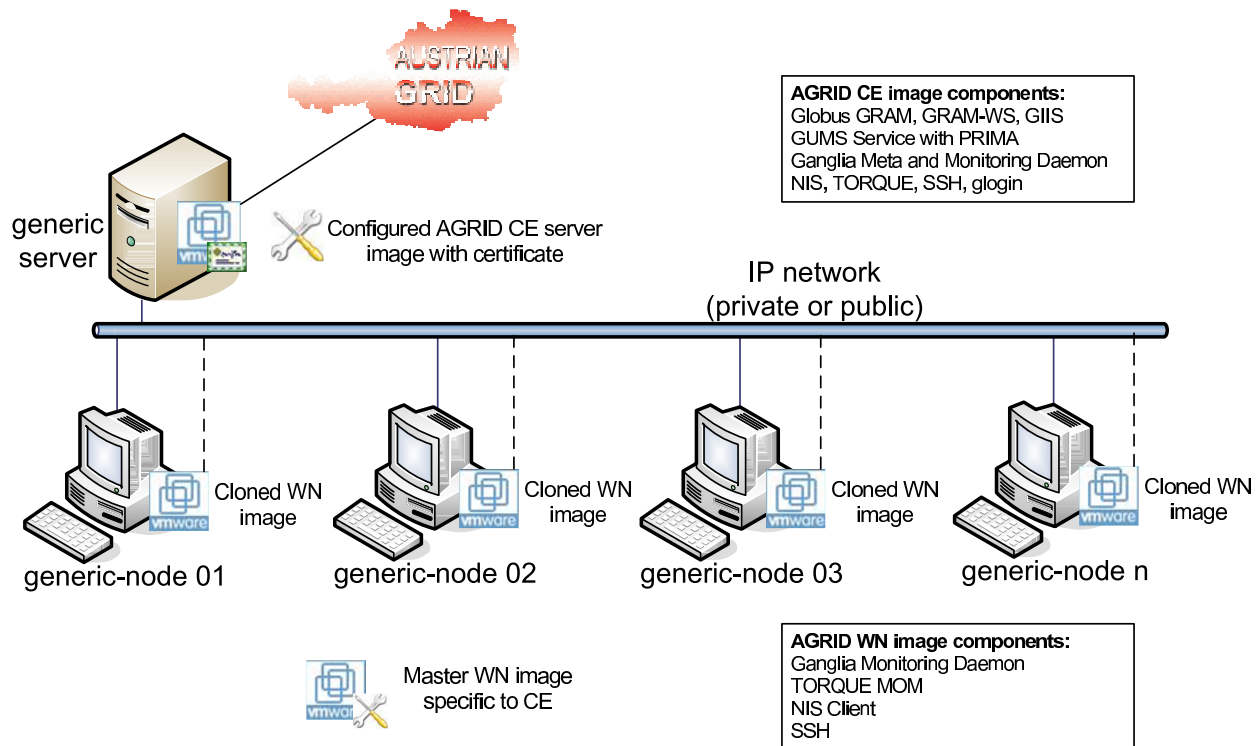 AUSTRIAN
GRID
AGRID CE image components:
Globus GRAM, GRAM-WS, GIIS
GUMS Service with PRIMA
Ganglia Meta and Monitoring Daemon
NIS, TORQUE, SSH, glogin
generic
server
vmw
Configured AGRID CE server
image with certificate
IP network
(private or public)
vmware
Cloned WN
image
vmware
Cloned WN
image
vmware
Cloned WN
image
vmware
Cloned WN
image
generic-node 01
generic-node 02
generic-node 03
generic-node n
vmwar
Master WN image
specific to CE
AGRID WN image components:
Ganglia Monitoring Daemon
TORQUE MOM
NIS Client
SSH